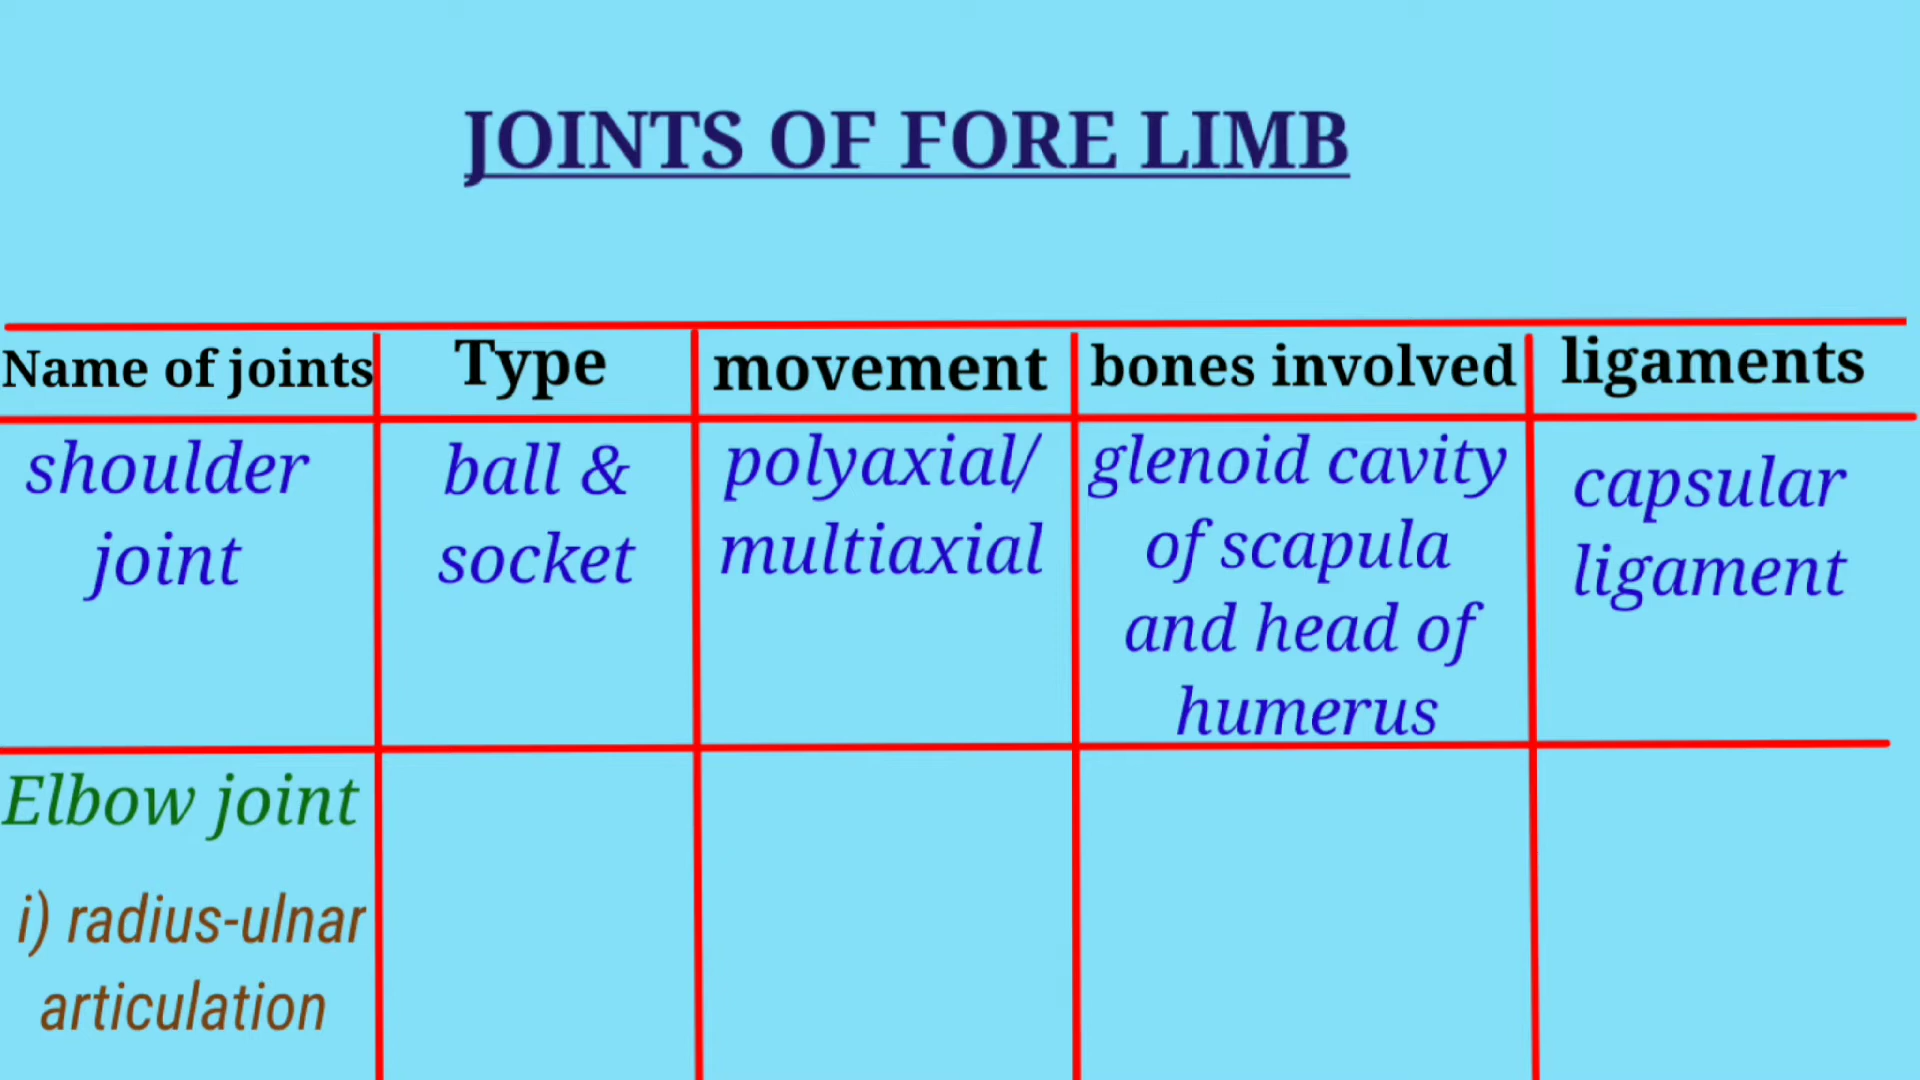 JOINTS OF FORE LIMB
Name of joints
Type
movement
bones involved
ligaments
shoulder
joint
ball &
socket
polyaxial/
multiaxial
glenoid cavity
of scapula
and head of
humerus
capsular
ligament
Elbow joint
i) radius-ulnar
articulation